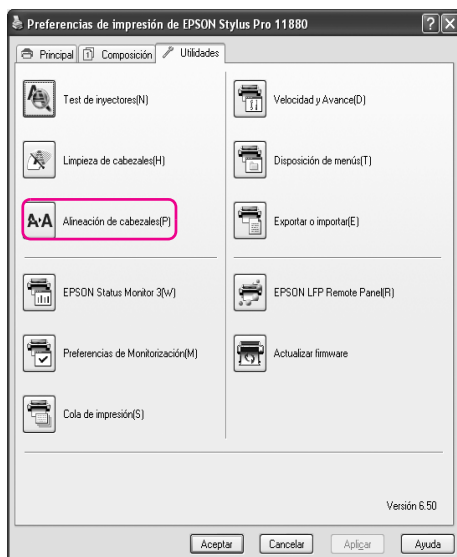 Preferencias de impresión de EPSON Stylus Pro 11880
Principal
Composición
Utilidades
Test de inyectores(N)
Velocidad y Avance(D)
Limpieza de cabezales(H)
Disposición de menús(T)
A›A
Alineación de cabezales(P)
Exportar o importar(E)
EPSON Status Monitor 3(W)
EPSON LFP Remote Panel(R)
Preferencias de Monitorización(M)
Actualizar firmware
Cola de impresión(S)
Versión 6.50
Aceptar
Cancelar
Aplicar
Ayuda